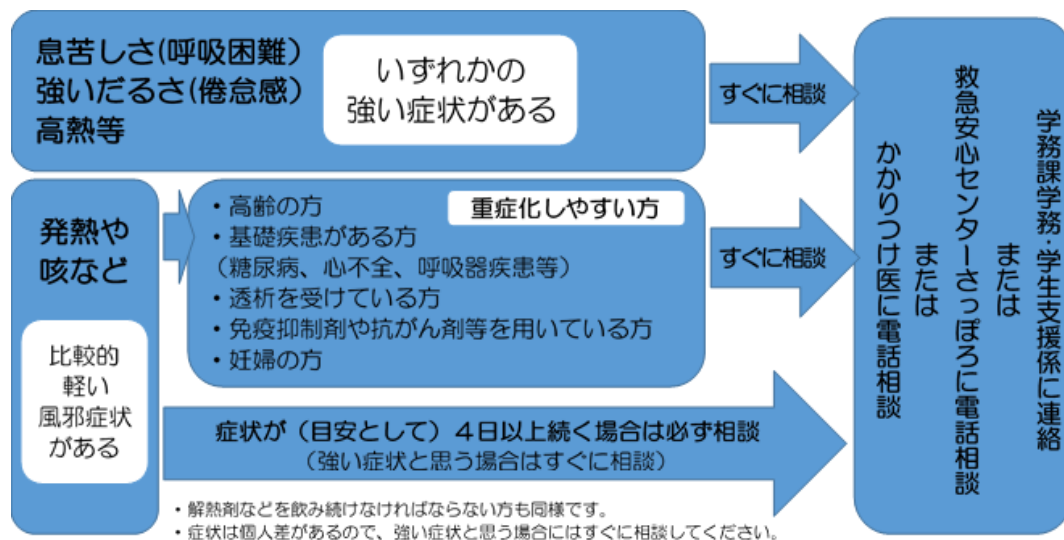 息苦しさ(呼吸困難)
強いだるさ(倦怠感)
高熱等
いずれかの
強い症状がある
すぐに相談
発熱や
咳など
比較的
軽い
風邪症状
がある
重症化しやすい方
・高齢の方
・基礎疾患がある方
（糖尿病、心不全、呼吸器疾患等）
・透析を受けている方
・免疫抑制剤や抗がん剤等を用いている方
・妊婦の方
すぐに相談
症状が（目安として）４日以上続く場合は必ず相談
（強い症状と思う場合はすぐに相談）
学務課学務・学生支援係に連絡
または
救急安心センターさっぽろに電話相談
または
かかりつけ医に電話相談
・解熱剤などを飲み続けなければならない方も同様です。
・症状は個人差があるので、強い症状と思う場合にはすぐに相談してください。